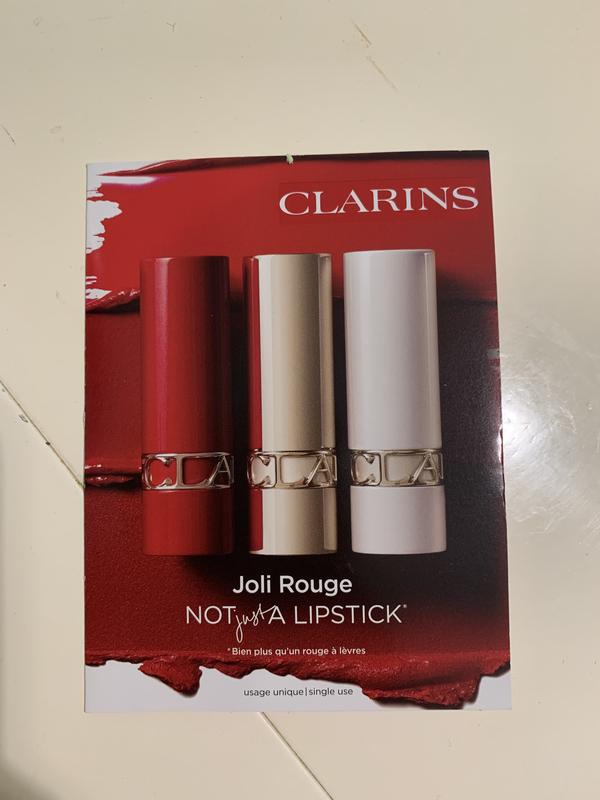 CLARINS
CLA
CLA
CLA
Joli Rouge
NOT just A LIPSTICK*
*Bien plus qu'un rouge à lèvres
usage unique|single use